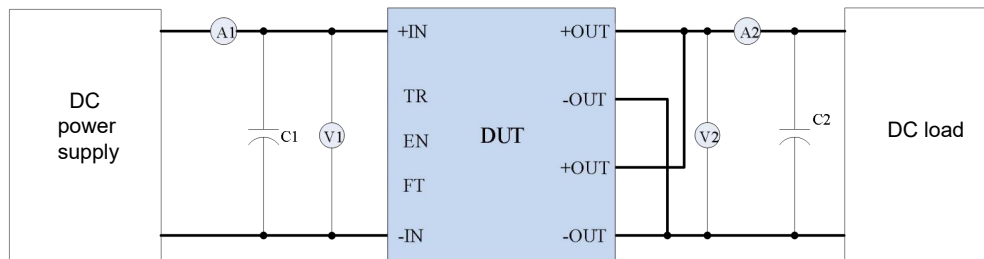 DC
power
supply
A1
C1
V1
+IN
TR
EN
FT
-IN
DUT
+OUT
-OUT
+OUT
-OUT
V2
A2
C2
DC load